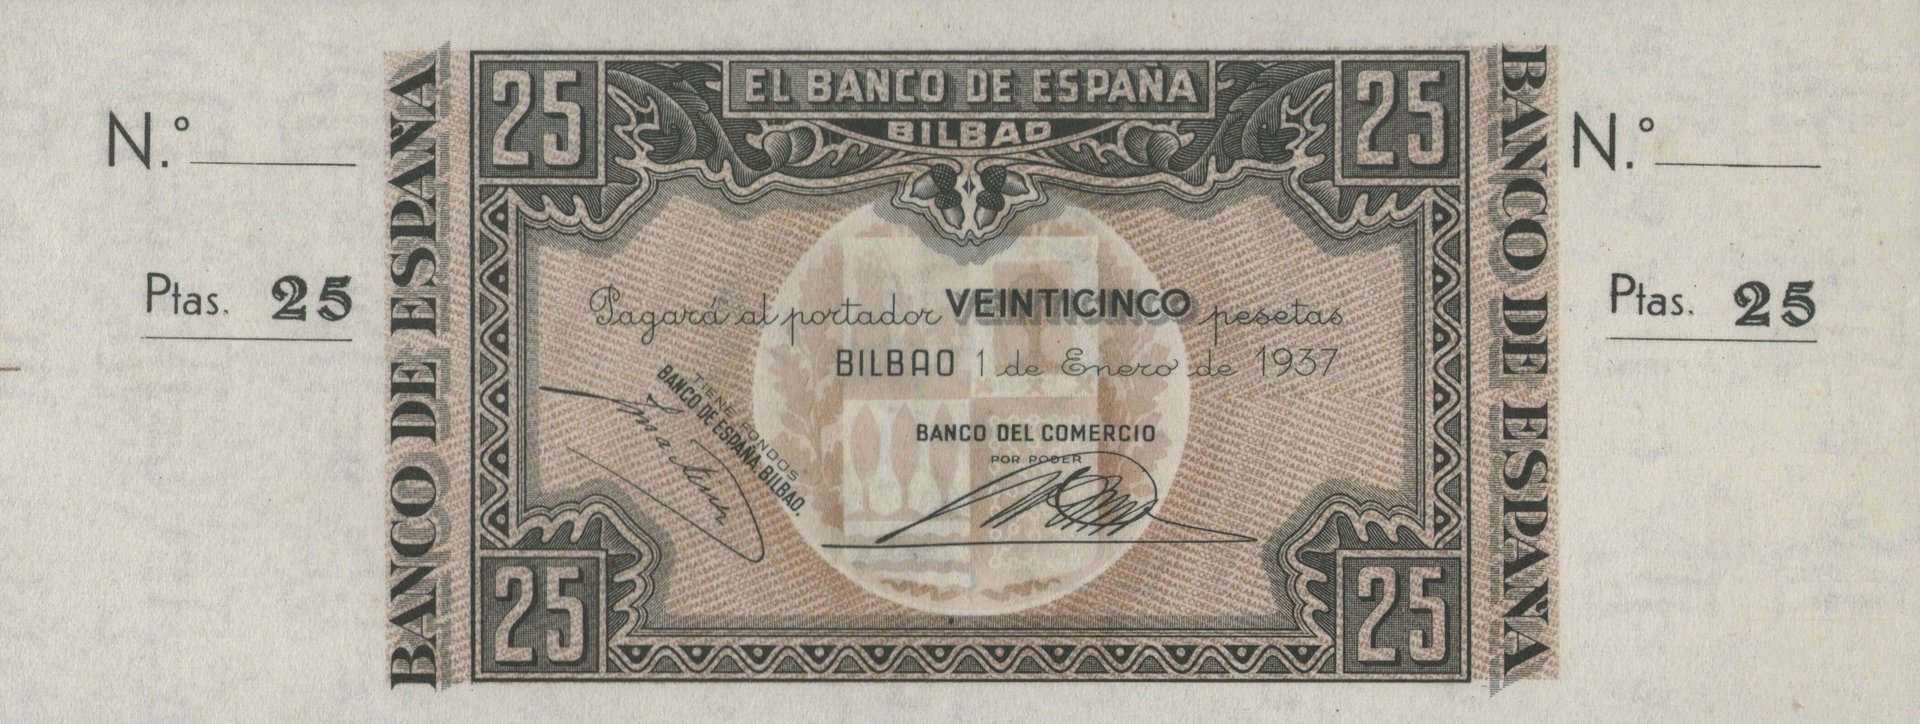 N.º
Ptas. 25
BANCO DE ESPAÑA
25
EL BANCO DE ESPAÑA
25
BILBAO
Pagará al portador VEINTICINCO pesetas
BILBAO 1 de Enero de 1937
TIENE FONDOS
BANCO DE ESPAÑA. BILBAO.
BANCO DEL COMERCIO
POR PODER
25
25
BANCO DE ESPAÑA
N.º
Ptas. 25